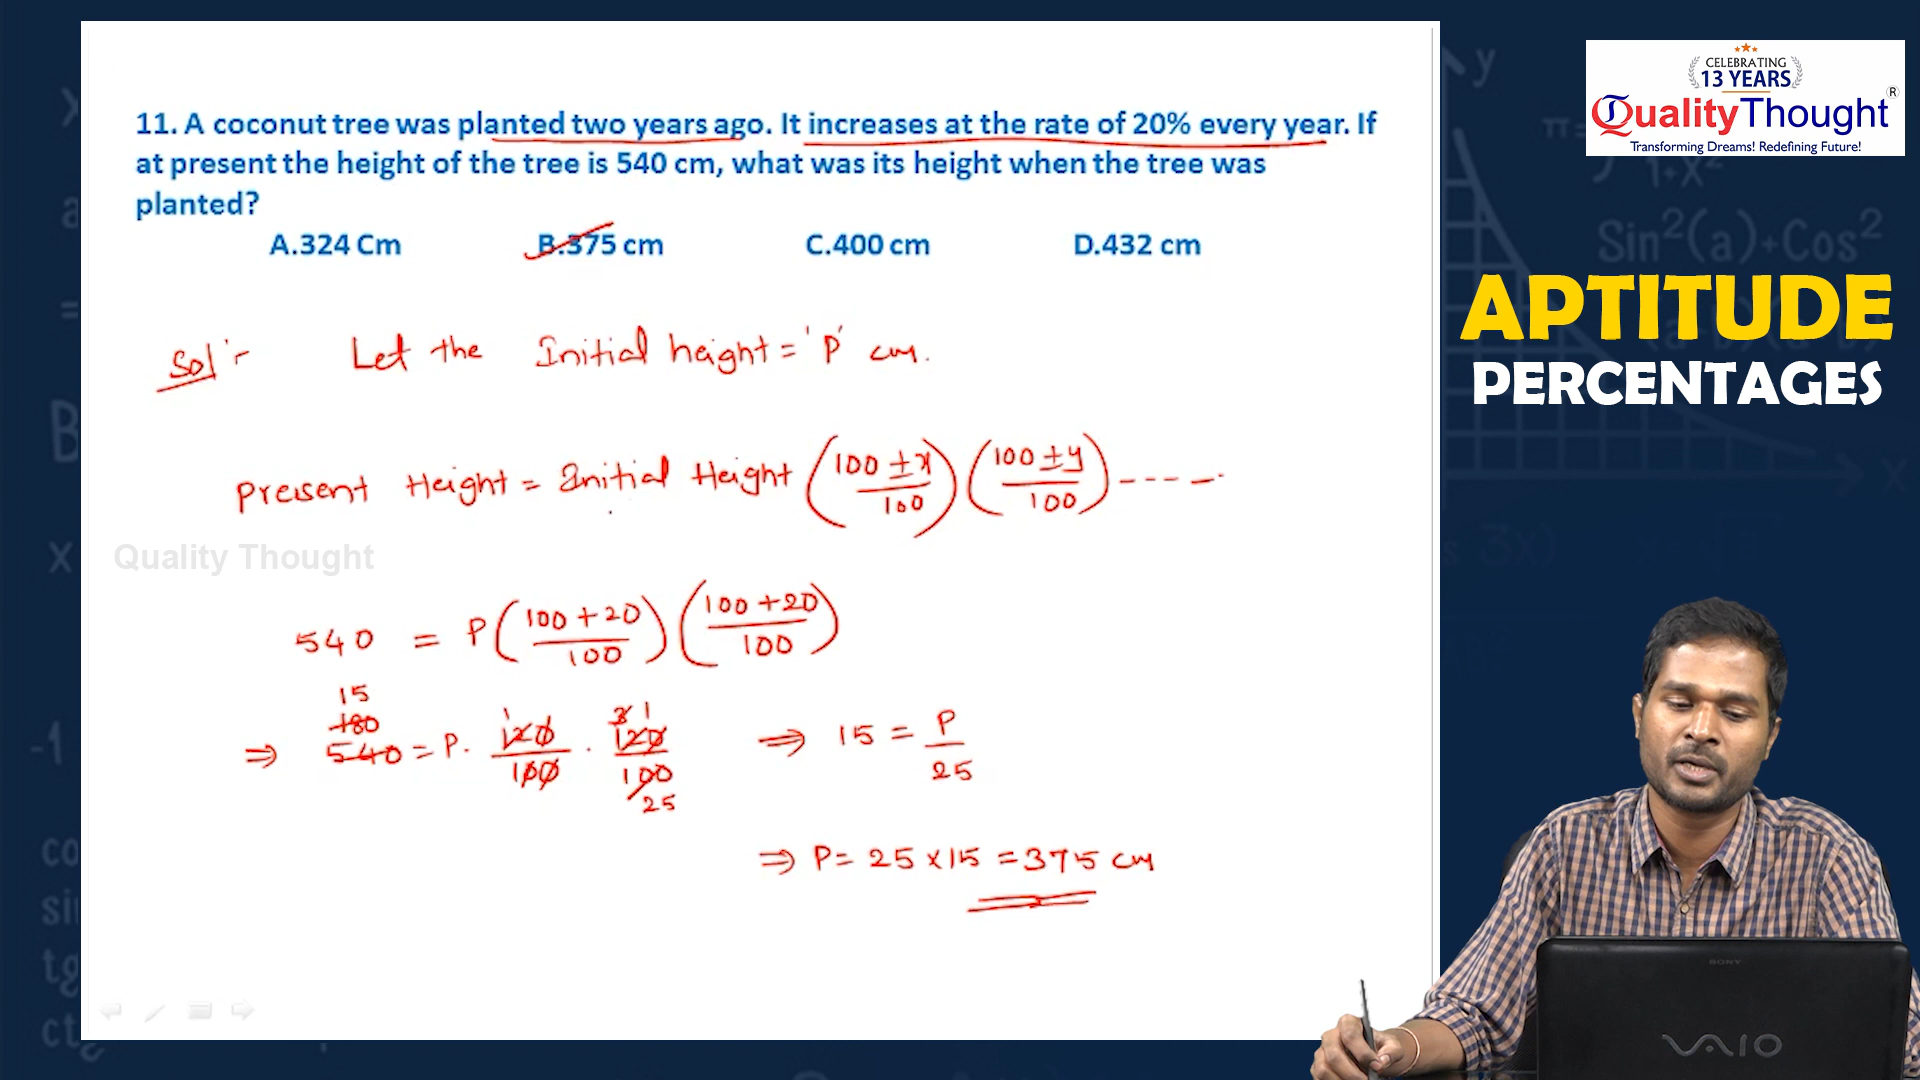 11. A coconut tree was planted two years ago. It increases at the rate of 20% every year. If
at present the height of the tree is 540 cm, what was its height when the tree was
planted?
A.324 Cm B.375 cm C.400 cm D.432 cm
Sol:- Let the Initial height = 'P' cm.
Present Height = Initial Height (100 ± x / 100) (100 ± y / 100) -----
Quality Thought
540 = P (100 + 20 / 100) (100 + 20 / 100)
15
180 1 3 1
⇒ 540 = P. 120 / 100 . 120 / 100 ⇒ 15 = P / 25
25
⇒ P = 25 × 15 = 375 cm
CELEBRATING
13 YEARS
QualityThought ®
Transforming Dreams! Redefining Future!
APTITUDE
PERCENTAGES
SONY
VAIO